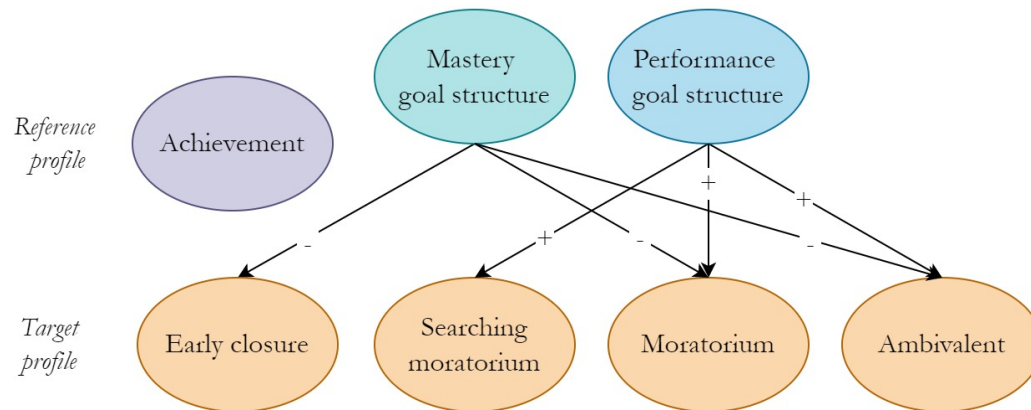 Mastery
goal structure
Performance
goal structure
Reference
profile
Achievement
+
+
-
+
-
-
Target
profile
Early closure
Searching
moratorium
Moratorium
Ambivalent